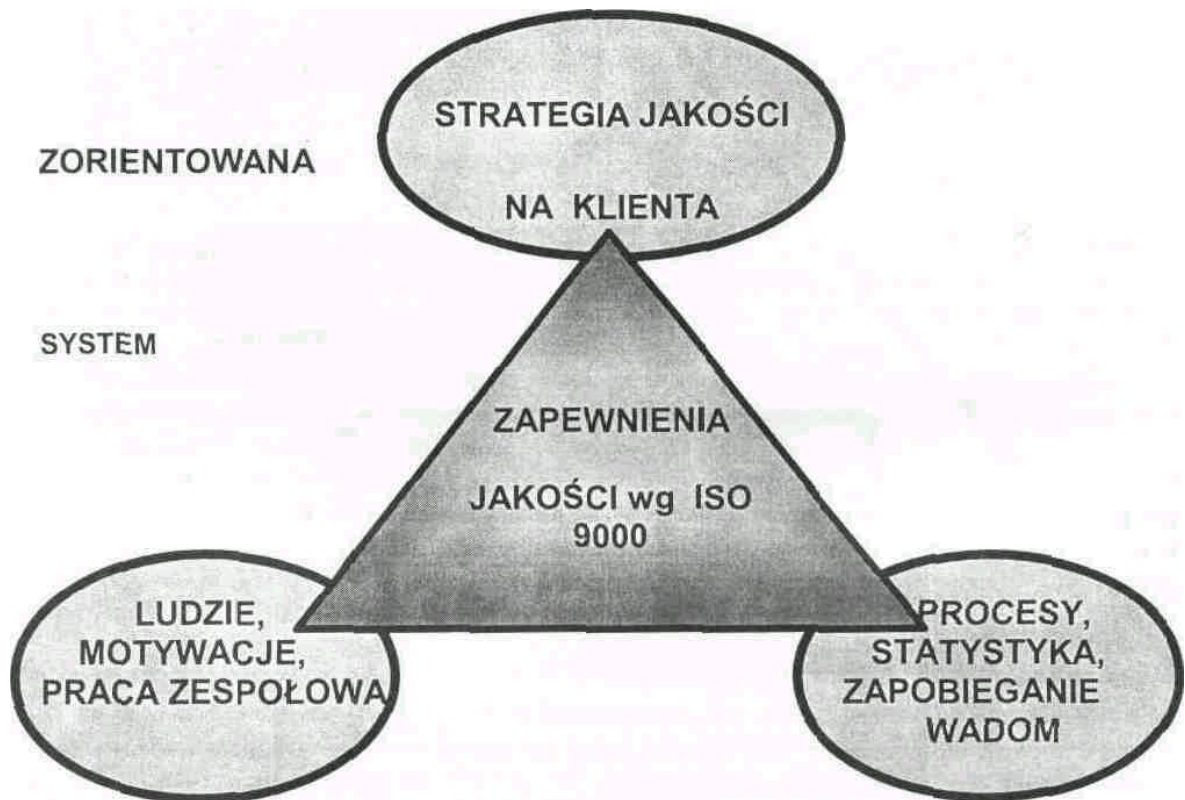 STRATEGIA JAKOŚCI
ZORIENTOWANA
NA KLIENTA
SYSTEM
ZAPEWNIENIA
JAKOŚCI wg ISO
9000
LUDZIE,
MOTYWACJE,
PRACA ZESPOŁOWA
PROCESY,
STATYSTYKA,
ZAPOBIEGANIE
WADOM